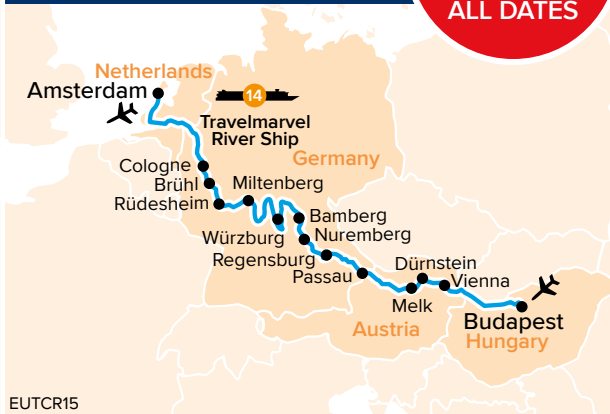 ALL DATES
Netherlands
Amsterdam
14
Travelmarvel
River Ship
Germany
Cologne
Brühl
Rüdesheim
Miltenberg
Bamberg
Würzburg
Nuremberg
Regensburg
Passau
Dürnstein
Vienna
Melk
Budapest
Austria
Hungary
EUTCR15